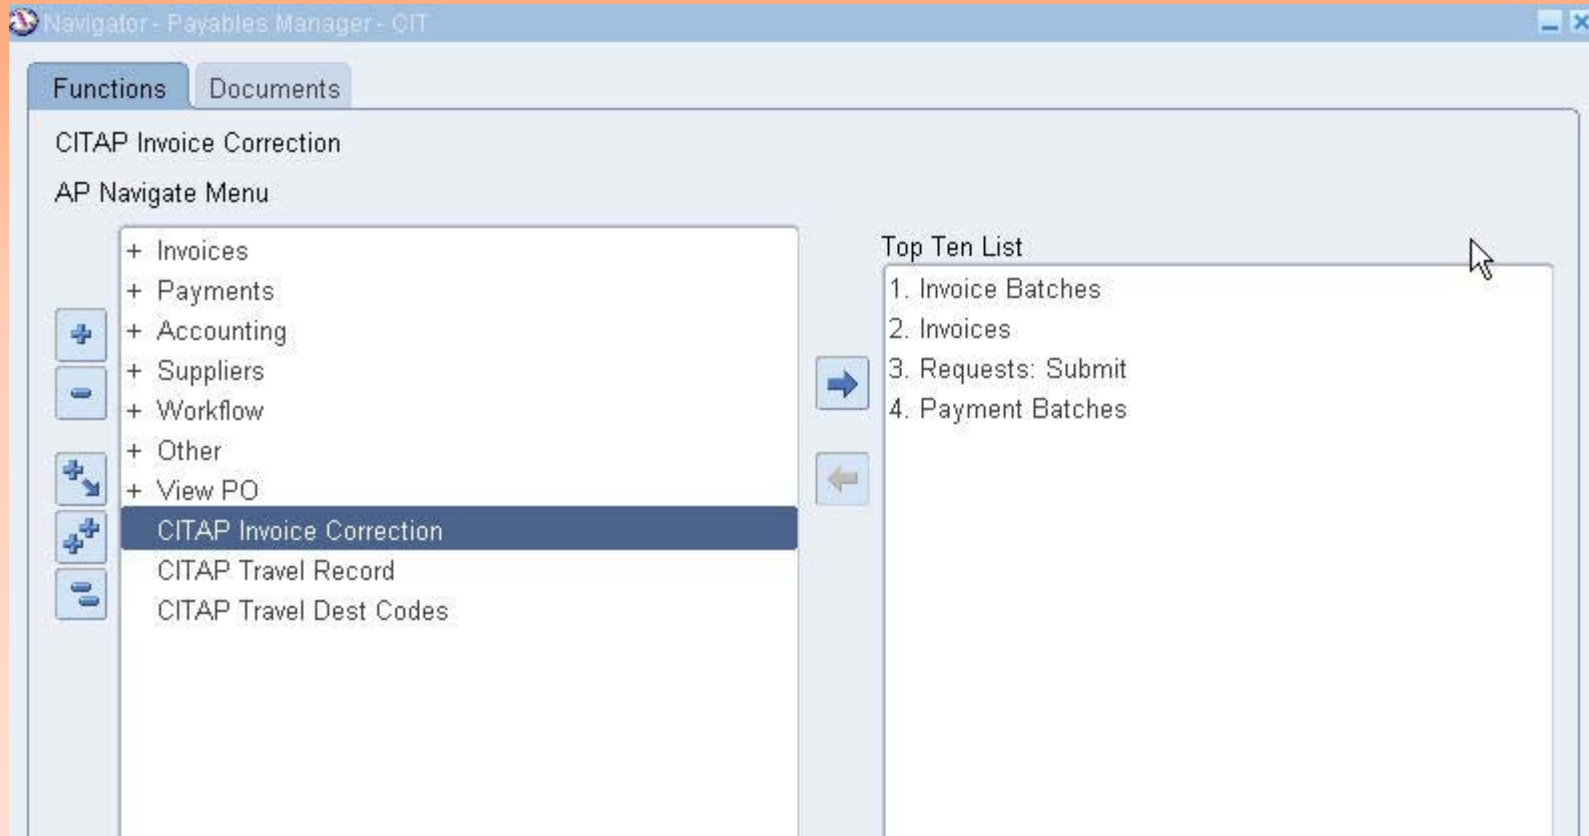 Navigator - Payables Manager - CIT
Functions
Documents
CITAP Invoice Correction
AP Navigate Menu
+ Invoices
+ Payments
+ Accounting
+ Suppliers
+ Workflow
+ Other
+ View PO
CITAP Invoice Correction
CITAP Travel Record
CITAP Travel Dest Codes
Top Ten List
1. Invoice Batches
2. Invoices
3. Requests: Submit
4. Payment Batches